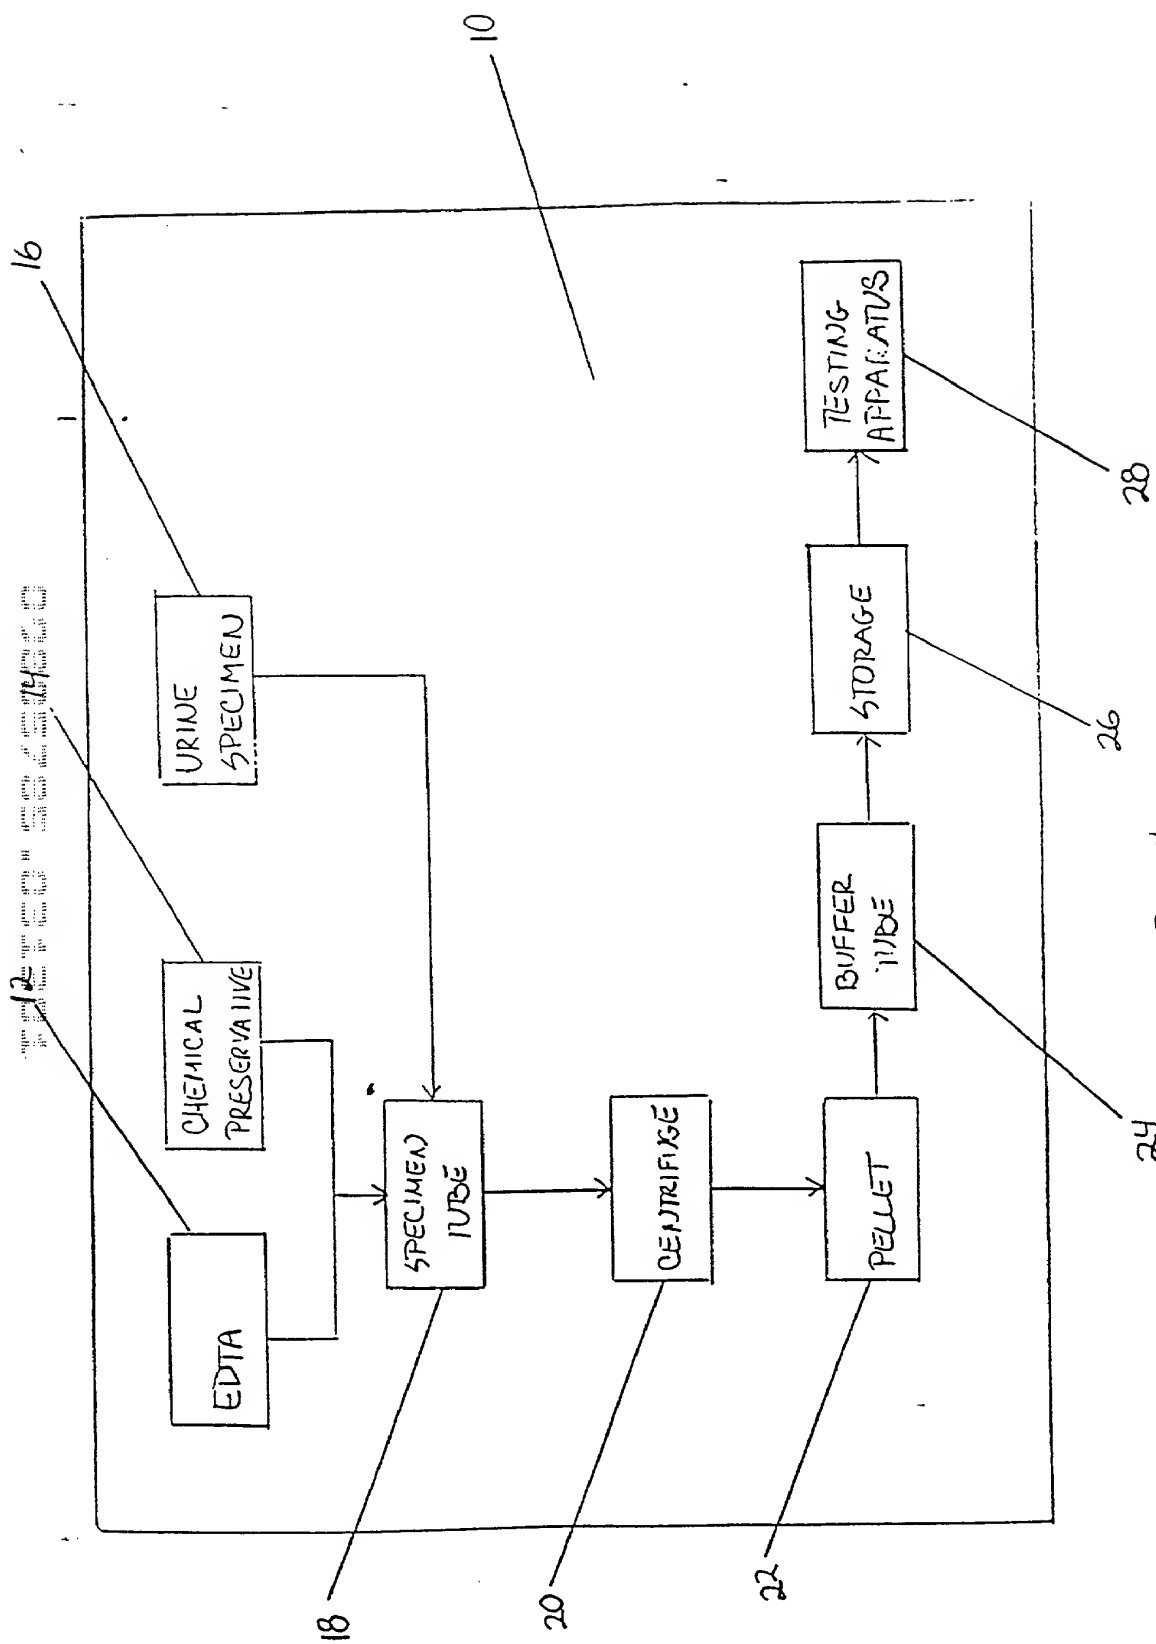 12
14
16
10
EDTA
CHEMICAL
PRESERVATIVE
URINE
SPECIMEN
SPECIMEN
TUBE
18
CENTRIFUGE
20
PELLET
BUFFER
TUBE
STORAGE
TESTING
APPARATUS
22
24
26
28